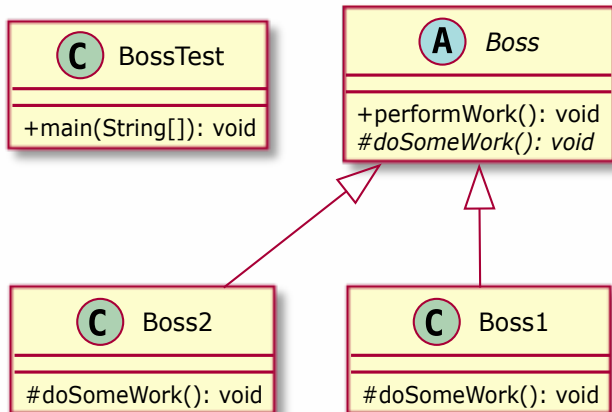 C BossTest
+main(String[]): void
A Boss
+performWork(): void
#doSomeWork(): void
C Boss2
#doSomeWork(): void
C Boss1
#doSomeWork(): void